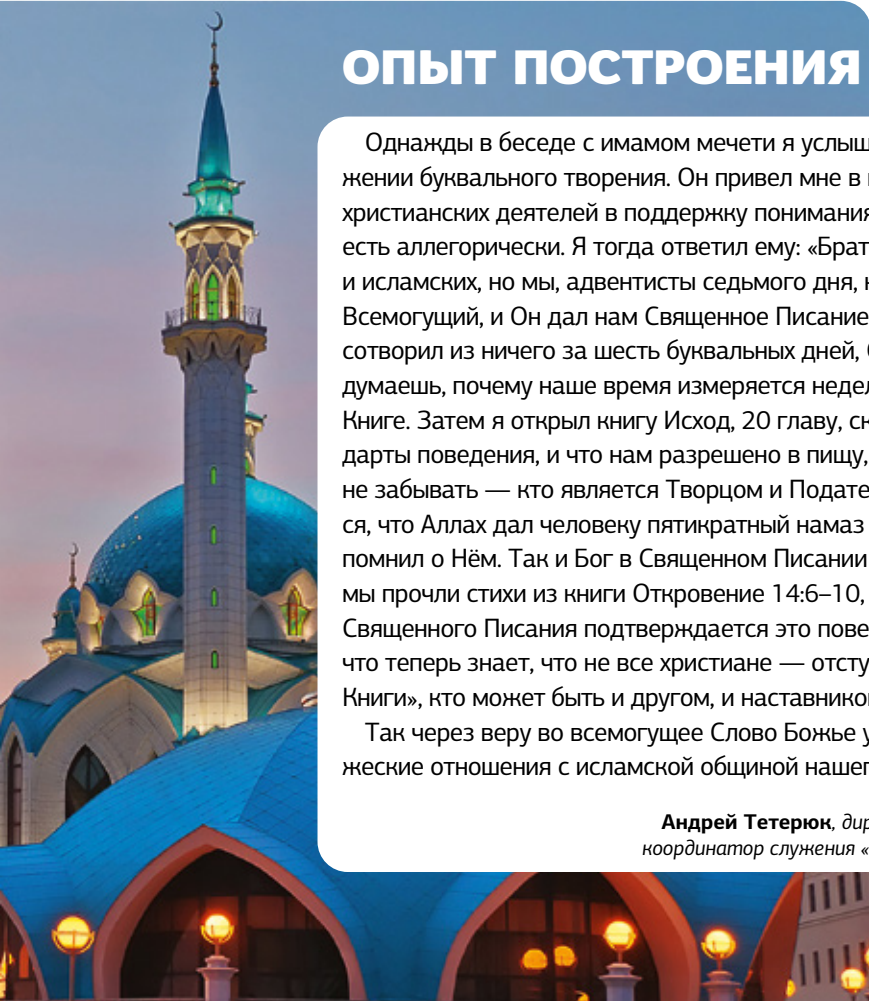 ОПЫТ ПОСТРОЕНИЯ
Однажды в беседе с имамом мечети я услыш
жении буквального творения. Он привел мне в
христианских деятелей в поддержку понимания
есть аллегорически. Я тогда ответил ему: «Брат
и исламских, но мы, адвентисты седьмого дня,
Всемогущий, и Он дал нам Священное Писание
сотворил из ничего за шесть буквальных дней,
думаешь, почему наше время измеряется недел
Книге. Затем я открыл книгу Исход, 20 главу, ск
дарты поведения, и что нам разрешено в пищу,
не забывать — кто является Творцом и Подате
ся, что Аллах дал человеку пятикратный намаз
помнил о Нём. Так и Бог в Священном Писании
мы прочли стихи из книги Откровение 14:6–10,
Священного Писания подтверждается это пове
что теперь знает, что не все христиане — отсту
Книги», кто может быть и другом, и наставнико
Так через веру во всемогущее Слово Божье у
жеские отношения с исламской общиной нашег
Андрей Тетерюк, дир
координатор служения «